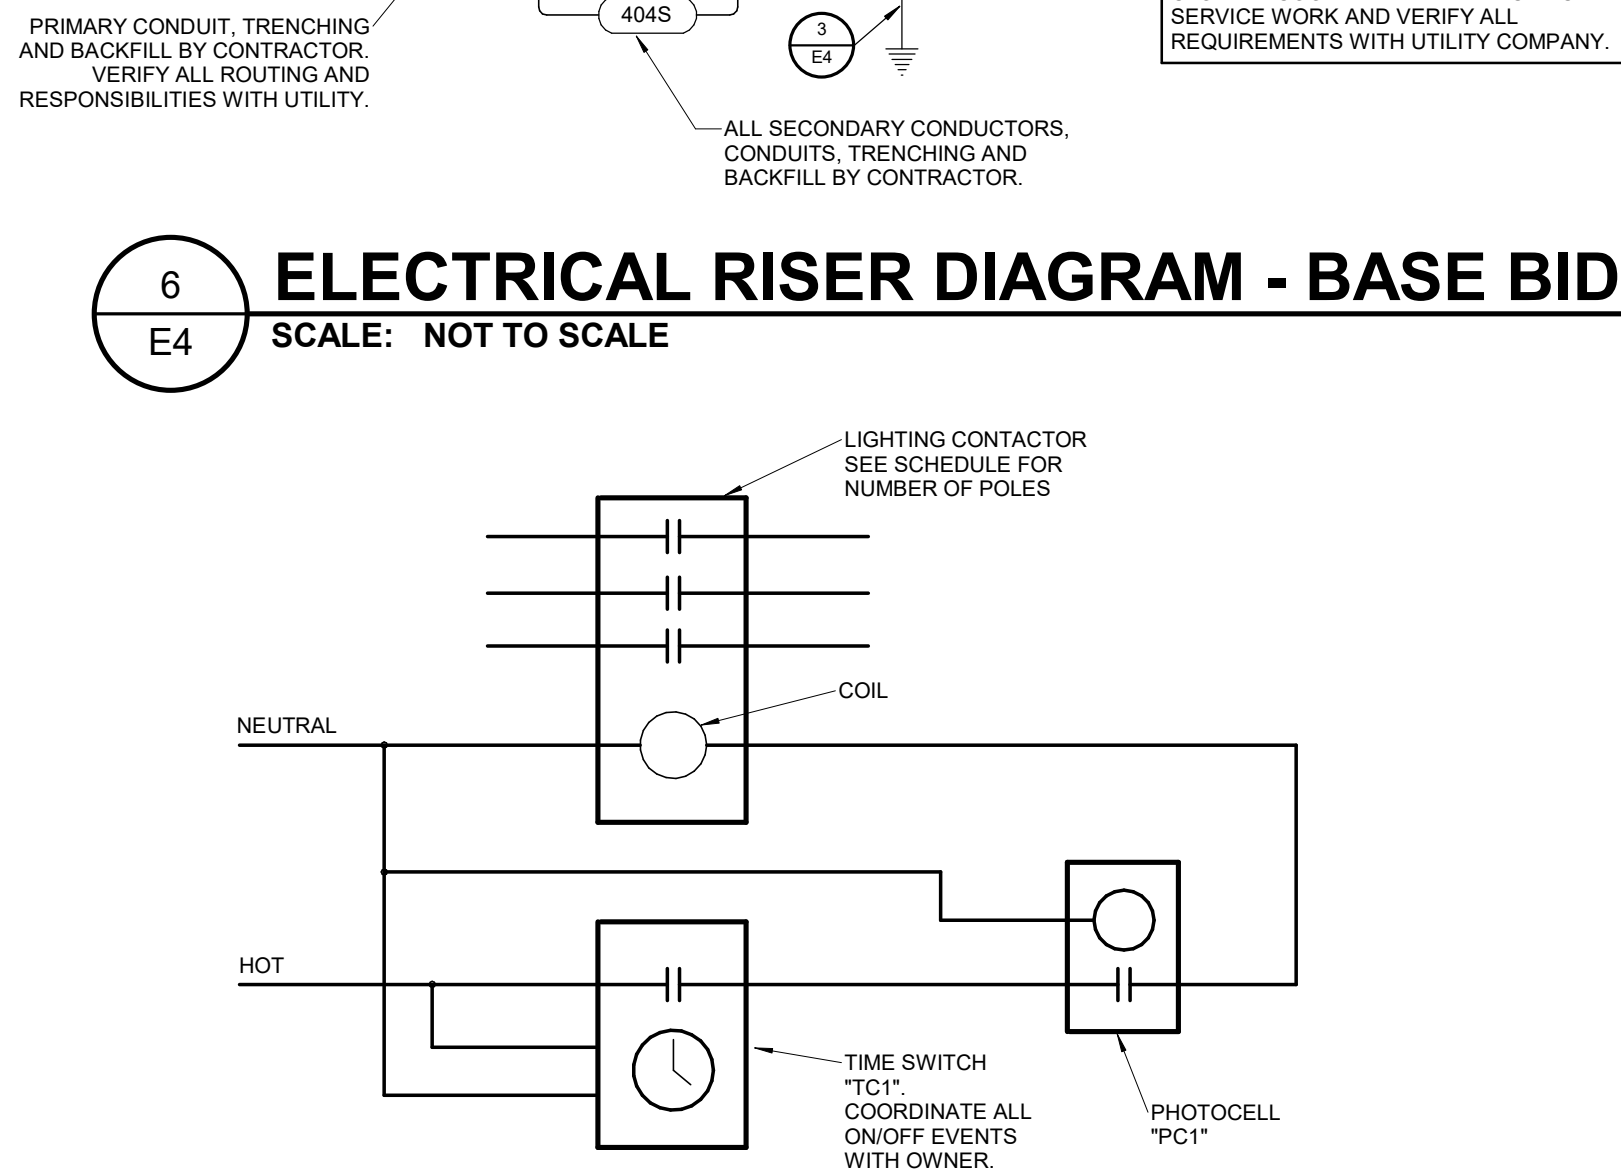 PRIMARY CONDUIT, TRENCHING
AND BACKFILL BY CONTRACTOR.
VERIFY ALL ROUTING AND
RESPONSIBILITIES WITH UTILITY.
404S
3
E4
SERVICE WORK AND VERIFY ALL
REQUIREMENTS WITH UTILITY COMPANY.
ALL SECONDARY CONDUCTORS,
CONDUITS, TRENCHING AND
BACKFILL BY CONTRACTOR.
6
E4
ELECTRICAL RISER DIAGRAM - BASE BID
SCALE: NOT TO SCALE
LIGHTING CONTACTOR
SEE SCHEDULE FOR
NUMBER OF POLES
COIL
NEUTRAL
HOT
TIME SWITCH
"TC1".
COORDINATE ALL
ON/OFF EVENTS
WITH OWNER.
PHOTOCELL
"PC1"